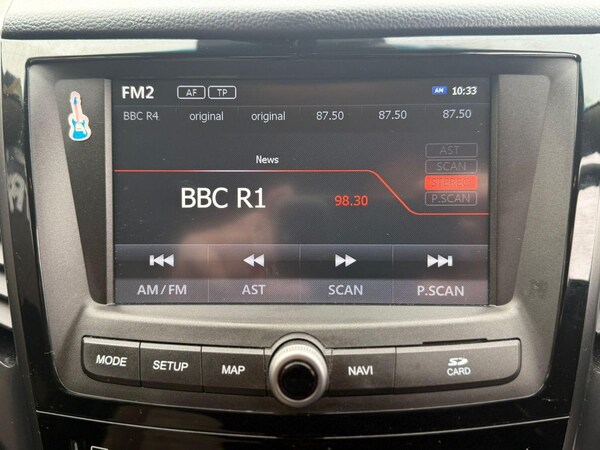 FM2 AF TP AM 10:33
BBC R4 original original 87.50 87.50 87.50
News
AST
SCAN
BBC R1 98.30
P.SCAN
AM/FM AST SCAN P.SCAN
MODE SETUP MAP NAVI SD CARD